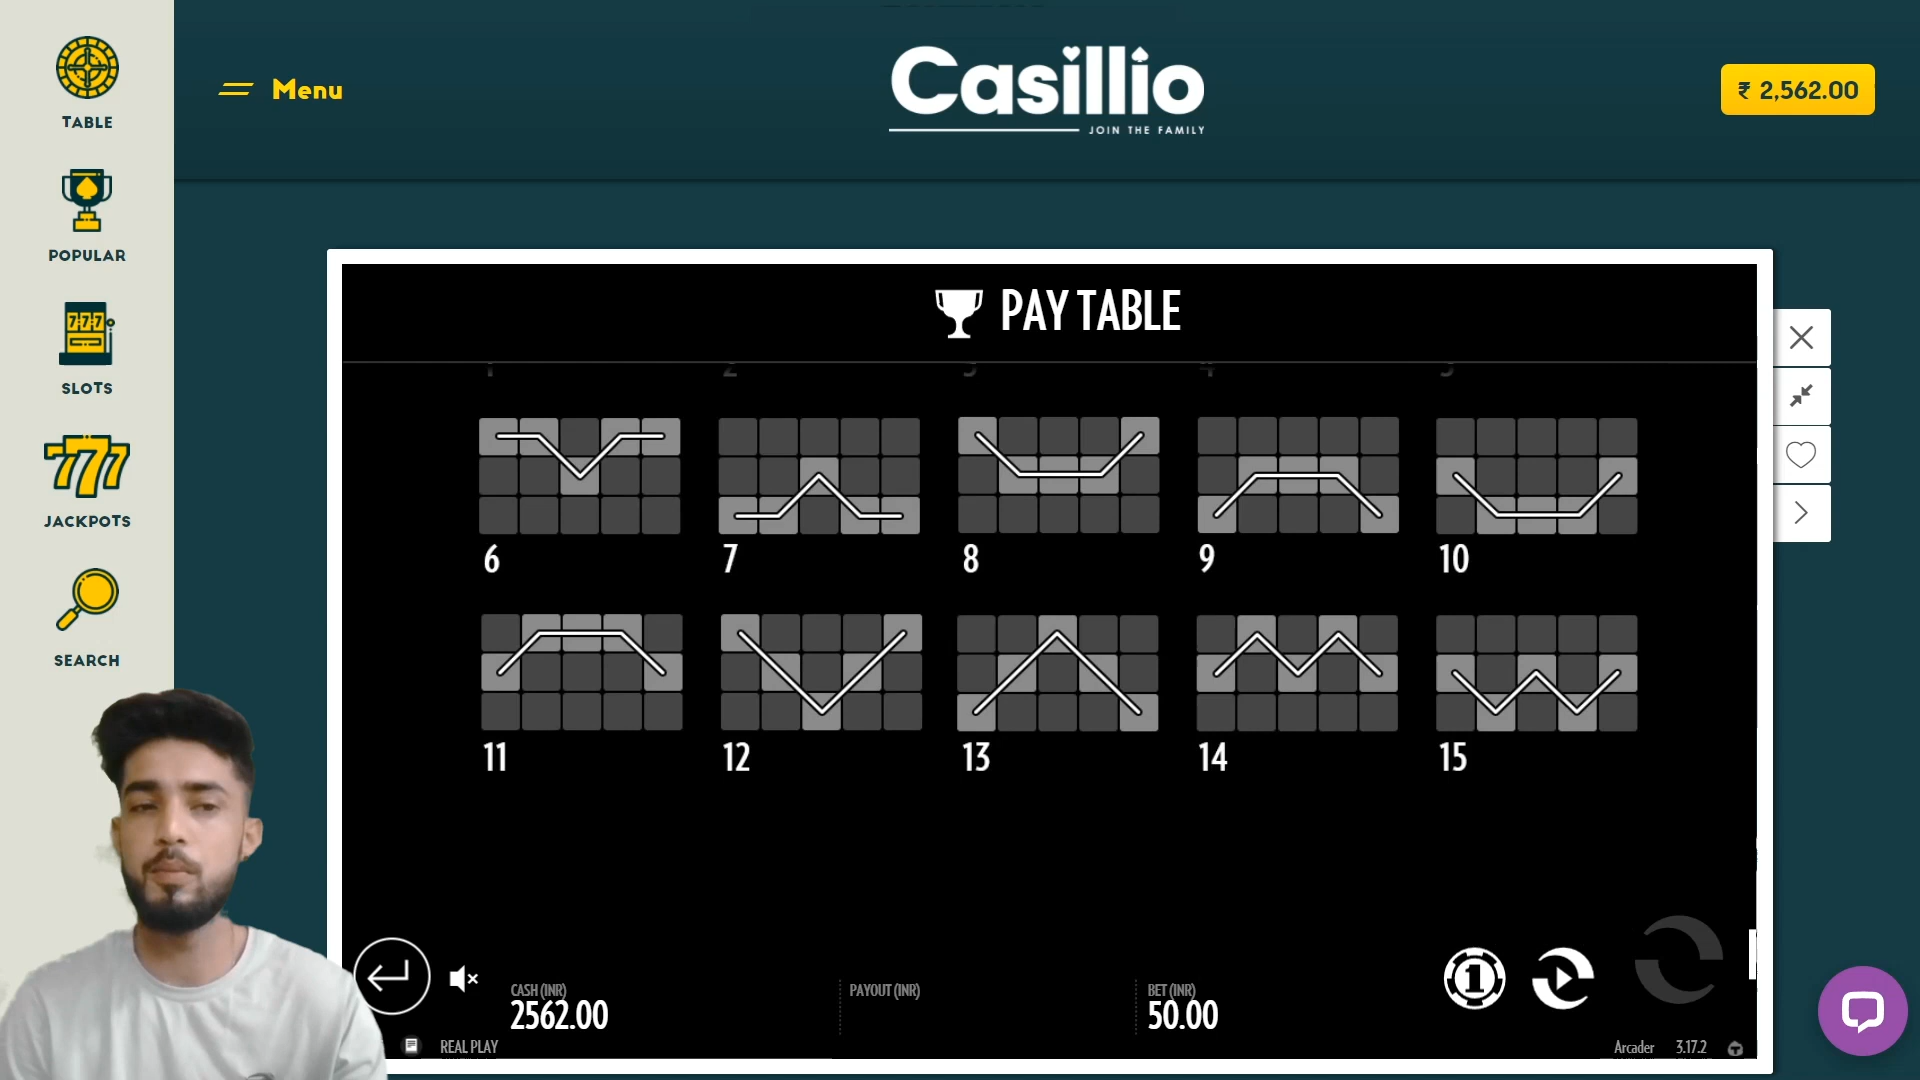 TABLE
POPULAR
SLOTS
777
JACKPOTS
SEARCH
Menu
Casillio
JOIN THE FAMILY
₹ 2,562.00
PAY TABLE
6
7
8
9
10
11
12
13
14
15
CASH (INR)
2562.00
PAYOUT (INR)
BET (INR)
50.00
1
REAL PLAY
Arcader 3.17.2